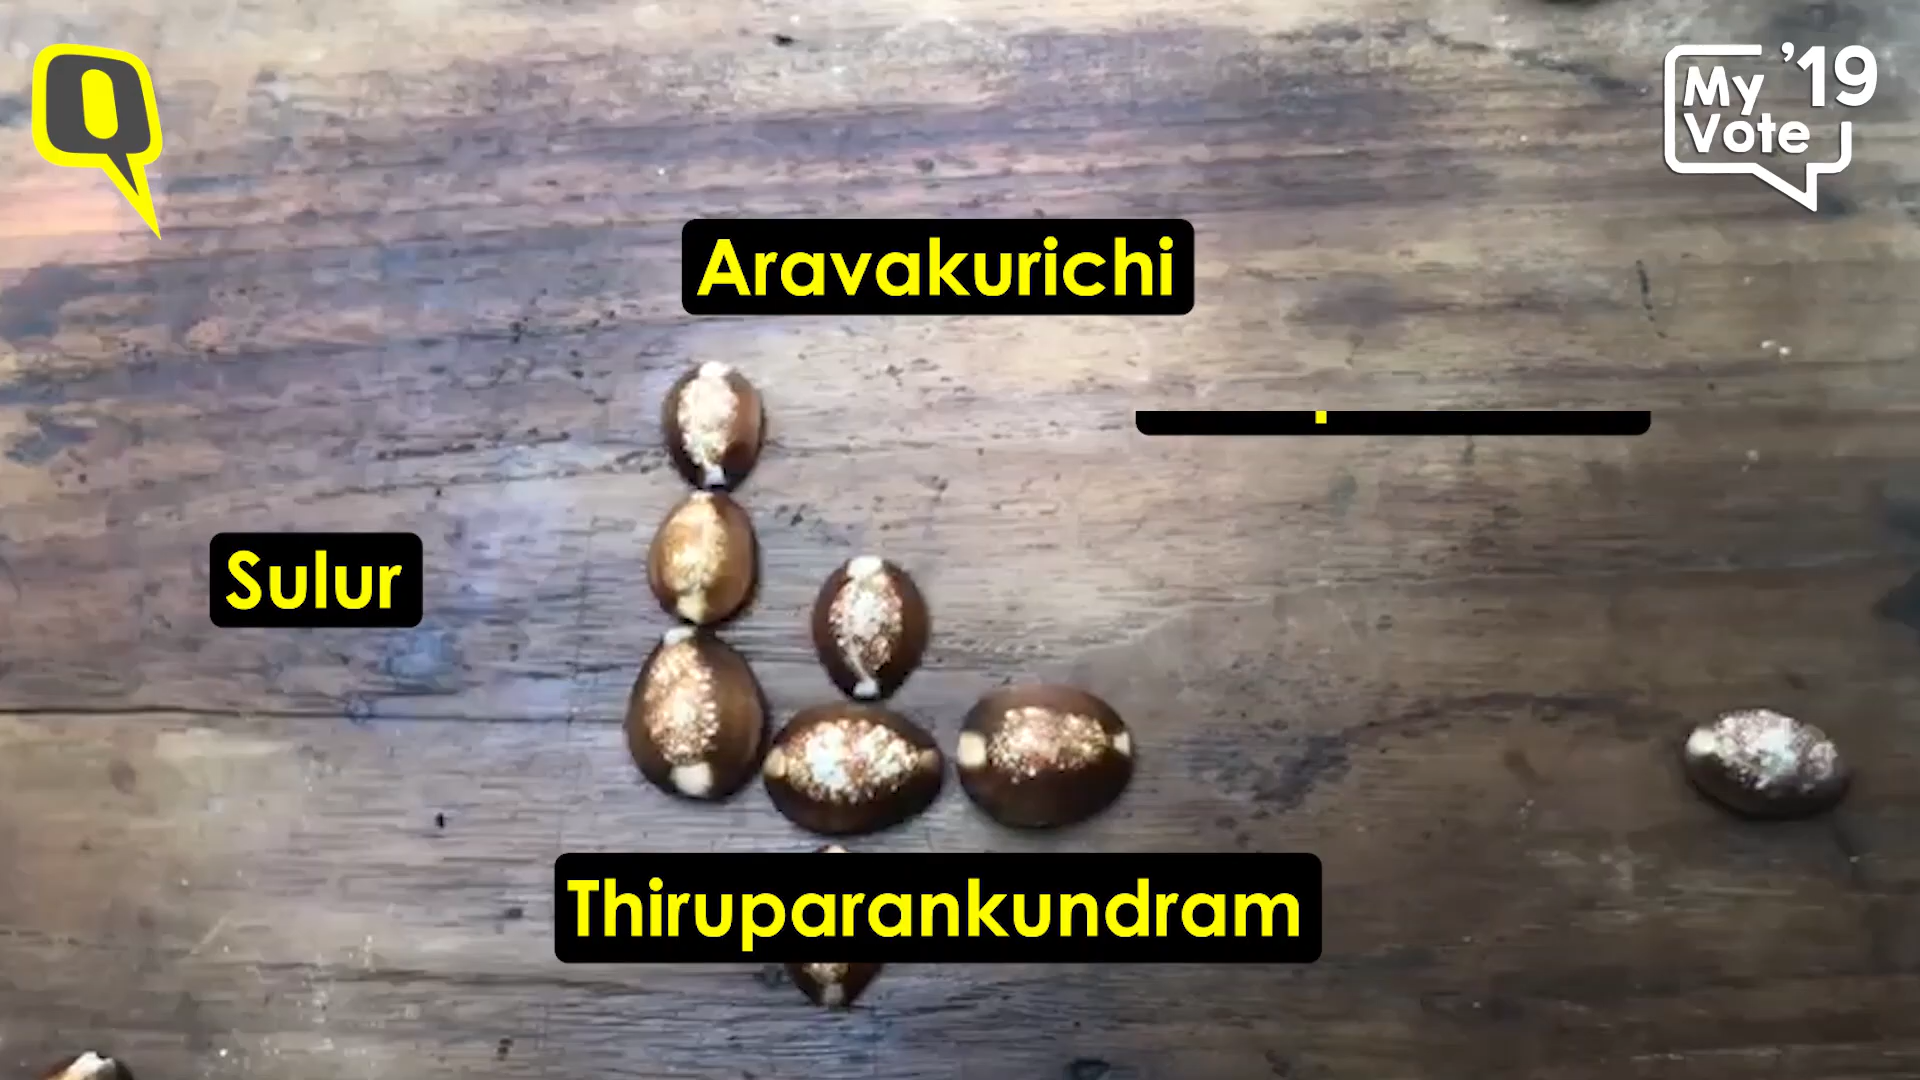 Q
My '19
Vote
Aravakurichi
Sulur
Thiruparankundram